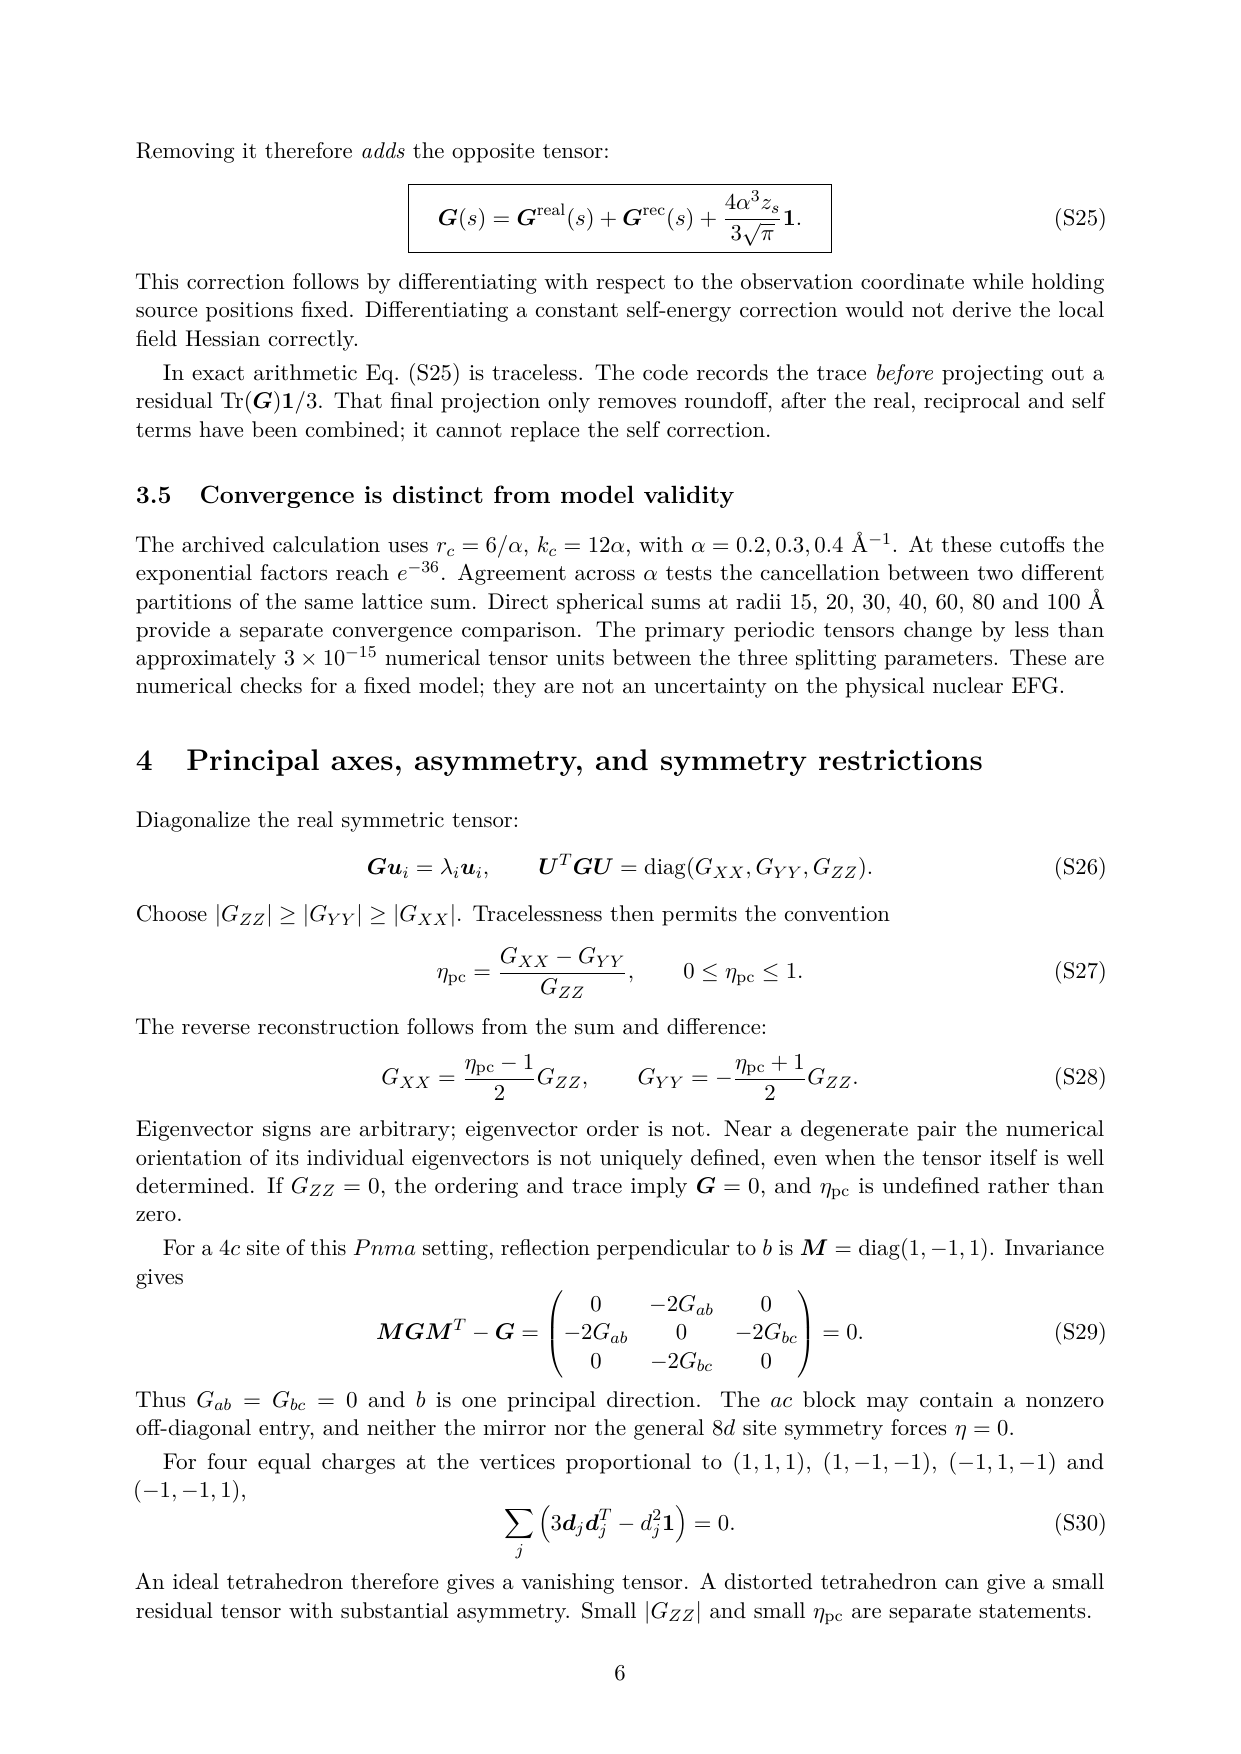 Removing it therefore adds the opposite tensor:
G(s) = G^real(s) + G^rec(s) + 4α³z_s / 3√π 1. (S25)
This correction follows by differentiating with respect to the observation coordinate while holding
source positions fixed. Differentiating a constant self-energy correction would not derive the local
field Hessian correctly.
In exact arithmetic Eq. (S25) is traceless. The code records the trace before projecting out a
residual Tr(G)1/3. That final projection only removes roundoff, after the real, reciprocal and self
terms have been combined; it cannot replace the self correction.
3.5 Convergence is distinct from model validity
The archived calculation uses r_c = 6/α, k_c = 12α, with α = 0.2, 0.3, 0.4 Å⁻¹. At these cutoffs the
exponential factors reach e⁻³⁶. Agreement across α tests the cancellation between two different
partitions of the same lattice sum. Direct spherical sums at radii 15, 20, 30, 40, 60, 80 and 100 Å
provide a separate convergence comparison. The primary periodic tensors change by less than
approximately 3 × 10⁻¹⁵ numerical tensor units between the three splitting parameters. These are
numerical checks for a fixed model; they are not an uncertainty on the physical nuclear EFG.
4 Principal axes, asymmetry, and symmetry restrictions
Diagonalize the real symmetric tensor:
Gu_i = λ_i u_i, U^T GU = diag(G_XX, G_YY, G_ZZ). (S26)
Choose |G_ZZ| ≥ |G_YY| ≥ |G_XX|. Tracelessness then permits the convention
η_pc = (G_XX − G_YY) / G_ZZ, 0 ≤ η_pc ≤ 1. (S27)
The reverse reconstruction follows from the sum and difference:
G_XX = (η_pc − 1) / 2 G_ZZ, G_YY = −(η_pc + 1) / 2 G_ZZ. (S28)
Eigenvector signs are arbitrary; eigenvector order is not. Near a degenerate pair the numerical
orientation of its individual eigenvectors is not uniquely defined, even when the tensor itself is well
determined. If G_ZZ = 0, the ordering and trace imply G = 0, and η_pc is undefined rather than
zero.
For a 4c site of this Pnma setting, reflection perpendicular to b is M = diag(1, −1, 1). Invariance
gives
0 −2G_ab 0
MGM^T − G = −2G_ab 0 −2G_bc = 0. (S29)
0 −2G_bc 0
Thus G_ab = G_bc = 0 and b is one principal direction. The ac block may contain a nonzero
off-diagonal entry, and neither the mirror nor the general 8d site symmetry forces η = 0.
For four equal charges at the vertices proportional to (1, 1, 1), (1, −1, −1), (−1, 1, −1) and
(−1, −1, 1),
∑_j (3d_j d_j^T − d_j² 1) = 0. (S30)
An ideal tetrahedron therefore gives a vanishing tensor. A distorted tetrahedron can give a small
residual tensor with substantial asymmetry. Small |G_ZZ| and small η_pc are separate statements.
6